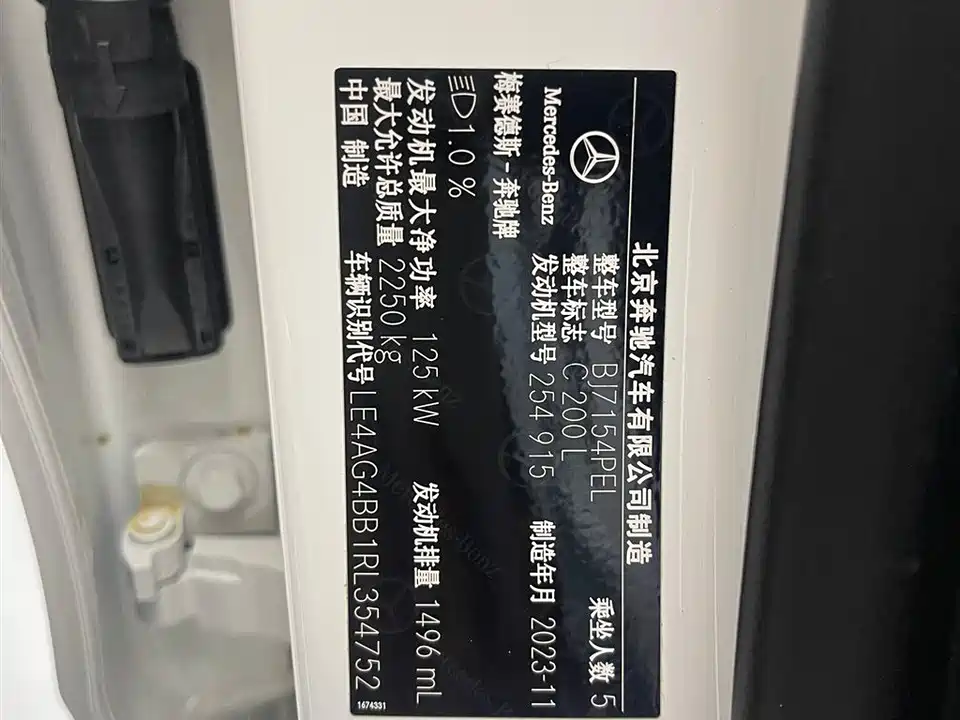 北京奔驰汽车有限公司制造
整车型号 BJ7154PEL 乘坐人数 5
整车标志 C 200 L
Mercedes-Benz 发动机型号 254 915 制造年月 2023-11
梅赛德斯-奔驰牌
1.0 %
发动机最大净功率 125 kW 发动机排量 1496 mL
最大允许总质量 2250 kg
中国 制造 车辆识别代号 LE4AG4BB1RL354752
1674331